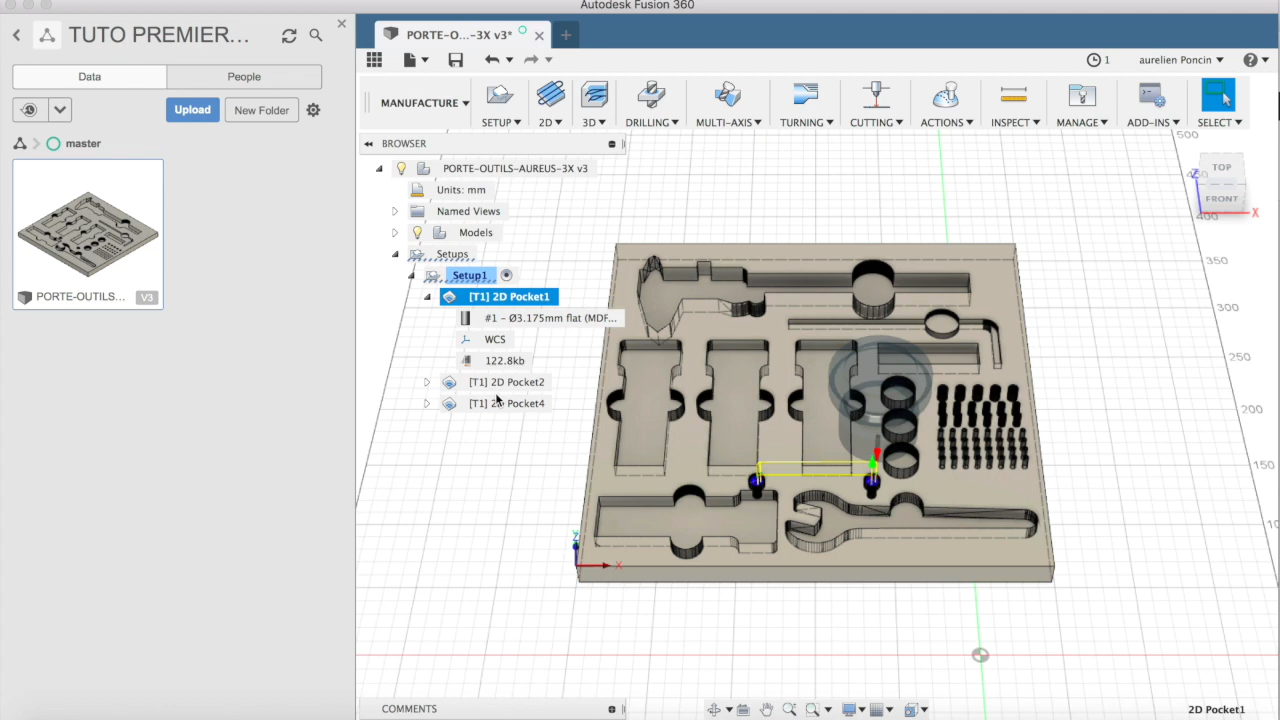 Autodesk Fusion 360
TUTO PREMIER...
Data
People
Upload
New Folder
master
PORTE-OUTILS...
V3
PORTE-O...-3X v3*
1
aurelien Poncin
MANUFACTURE
SETUP
2D
3D
DRILLING
MULTI-AXIS
TURNING
CUTTING
ACTIONS
INSPECT
MANAGE
ADD-INS
SELECT
BROWSER
PORTE-OUTILS-AUREUS-3X v3
Units: mm
Named Views
Models
Setups
Setup1
[T1] 2D Pocket1
#1 - Ø3.175mm flat (MDF...
WCS
122.8kb
[T1] 2D Pocket2
[T1] 2D Pocket4
TOP
FRONT
Z
X
500
400
350
300
250
200
150
Z
X
COMMENTS
2D Pocket1